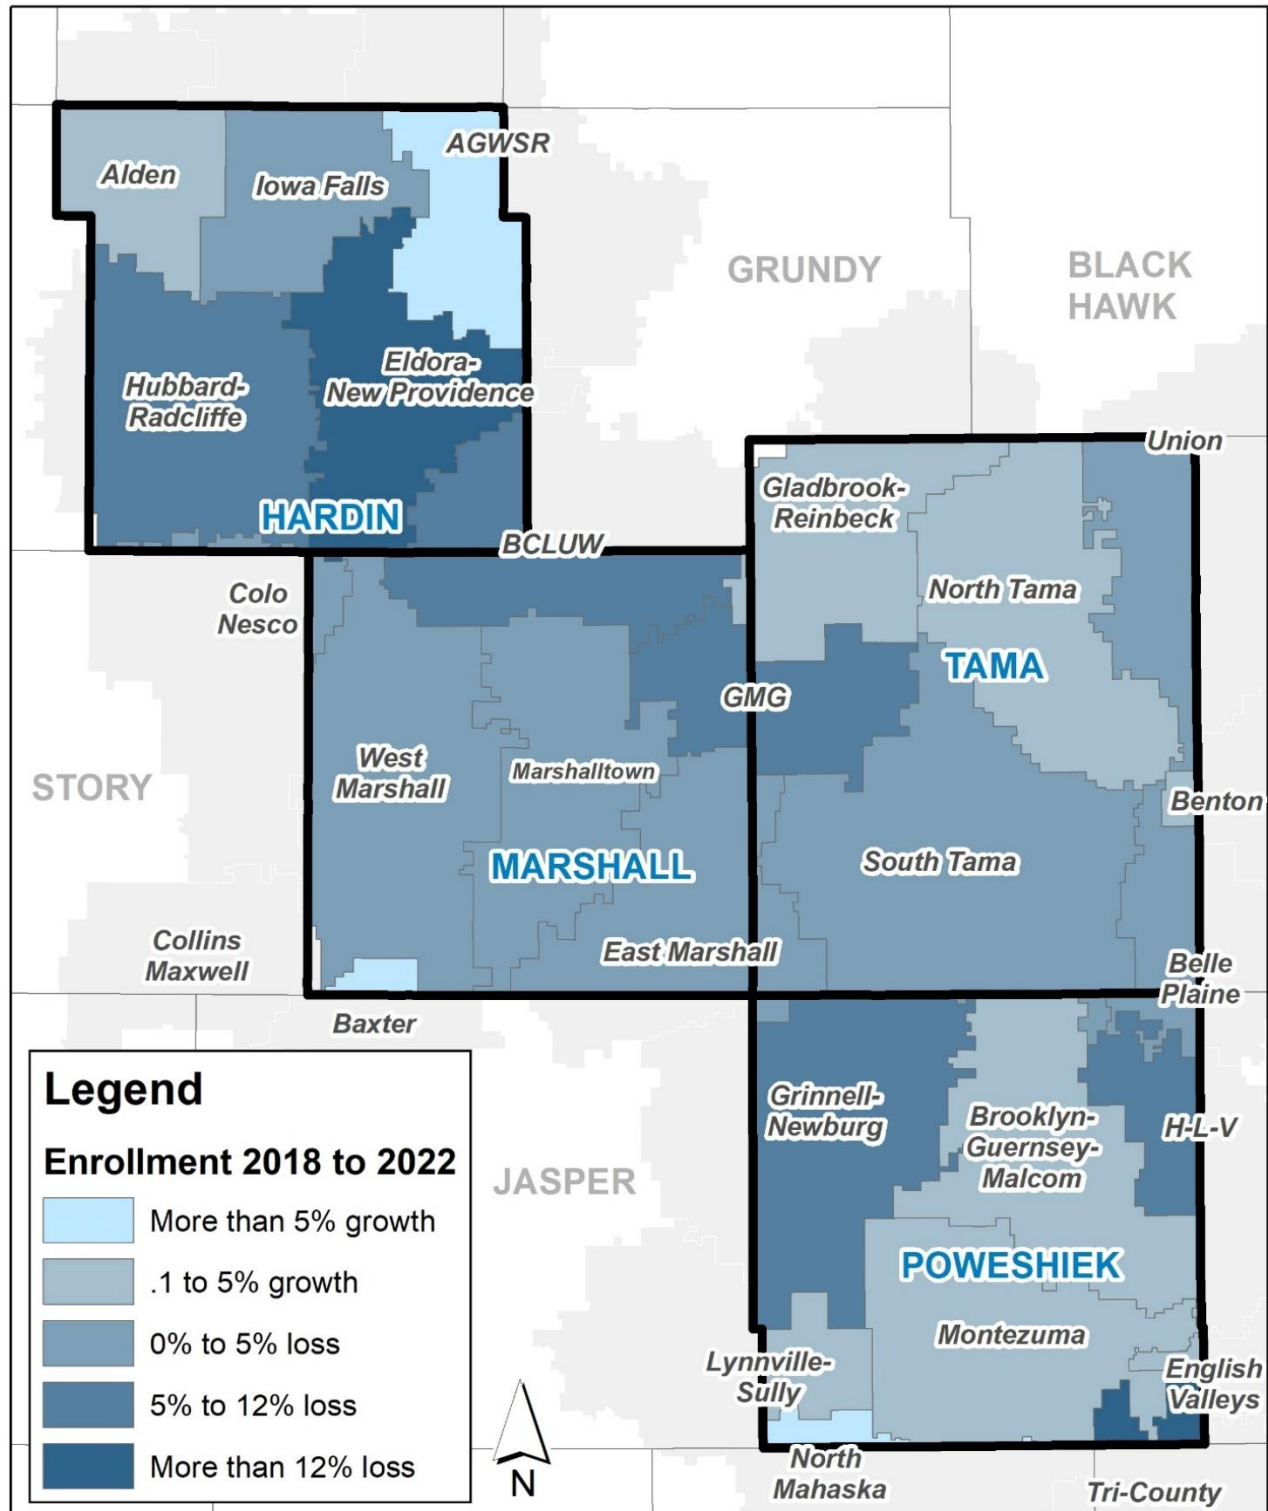 AGWSR
Alden
Iowa Falls
GRUNDY
BLACK
HAWK
Eldora-
New Providence
Hubbard-
Radcliffe
Union
Gladbrook-
Reinbeck
HARDIN
BCLUW
Colo
Nesco
North Tama
TAMA
GMG
West
Marshall
Marshalltown
STORY
Benton
MARSHALL
South Tama
Collins
Maxwell
East Marshall
Belle
Plaine
Baxter
Legend
Enrollment 2018 to 2022
More than 5% growth
.1 to 5% growth
0% to 5% loss
5% to 12% loss
More than 12% loss
Grinnell-
Newburg
Brooklyn-
Guernsey-
Malcom
H-L-V
JASPER
POWESHIEK
Montezuma
Lynnville-
Sully
English
Valleys
N
North
Mahaska
Tri-County